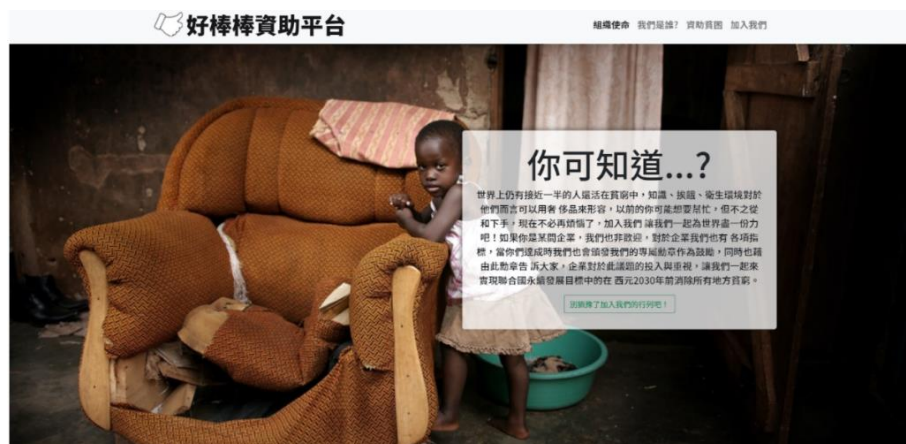 好棒棒資助平台
組織使命 我們是誰? 資助貧困 加入我們
你可知道...?
世界上仍有接近一半的人還活在貧窮中，知識、挨餓、衛生環境對於
他們而言可以用奢 侈品來形容，以前的你可能想要幫忙，但不之從
和下手，現在不必再煩惱了，加入我們 讓我們一起為世界盡一份力
吧！如果你是某間企業，我們也非歡迎，對於企業我們也有 各項指
標，當你們達成時我們也會頒發我們的專屬勳章作為鼓勵，同時也藉
由此勳章告 訴大家，企業對於此議題的投入與重視，讓我們一起來
實現聯合國永續發展目標中的在 西元2030年前消除所有地方貧窮。
加入我們的行列吧！